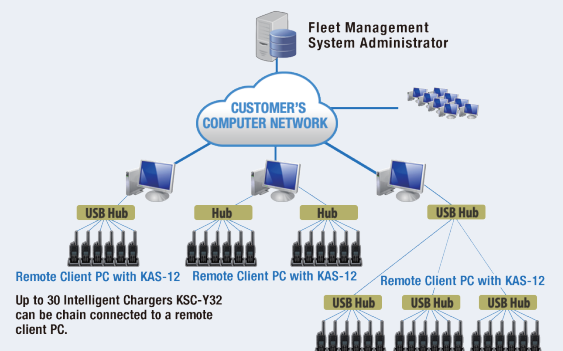 Fleet Management
System Administrator
CUSTOMER'S
COMPUTER NETWORK
USB Hub
Hub
Hub
USB Hub
Remote Client PC with KAS-12
Remote Client PC with KAS-12
Remote Client PC with KAS-12
Up to 30 Intelligent Chargers KSC-Y32
can be chain connected to a remote
client PC.
USB Hub
USB Hub
USB Hub